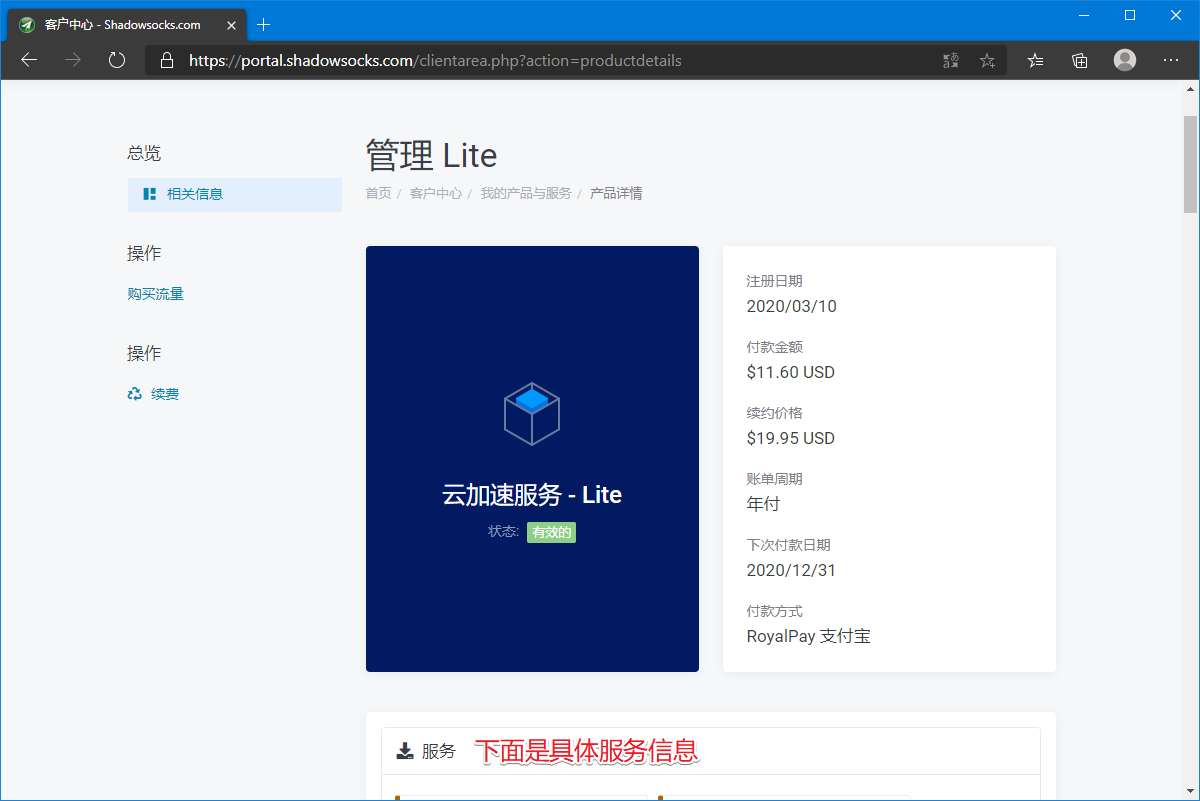 客户中心 - Shadowsocks.com
https://portal.shadowsocks.com/clientarea.php?action=productdetails
总览
相关信息
操作
购买流量
操作
续费
管理 Lite
首页 / 客户中心 / 我的产品与服务 / 产品详情
云加速服务 - Lite
状态: 有效的
注册日期
2020/03/10
付款金额
$11.60 USD
续约价格
$19.95 USD
账单周期
年付
下次付款日期
2020/12/31
付款方式
RoyalPay 支付宝
服务 下面是具体服务信息